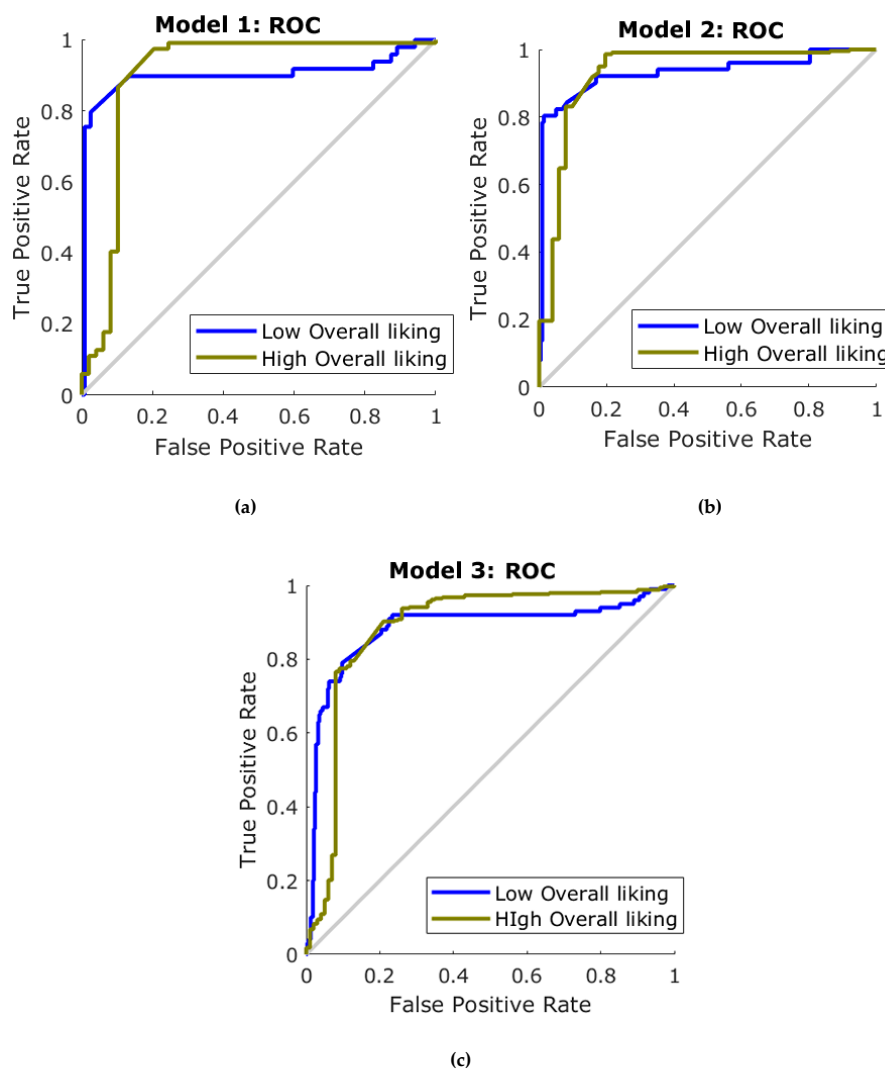 Model 1: ROC
True Positive Rate
1
0.8
0.6
0.4
0.2
0
0 0.2 0.4 0.6 0.8 1
False Positive Rate
Low Overall liking
High Overall liking
(a)
Model 2: ROC
True Positive Rate
1
0.8
0.6
0.4
0.2
0
0 0.2 0.4 0.6 0.8 1
False Positive Rate
Low Overall liking
High Overall liking
(b)
Model 3: ROC
True Positive Rate
1
0.8
0.6
0.4
0.2
0
0 0.2 0.4 0.6 0.8 1
False Positive Rate
Low Overall liking
HIgh Overall liking
(c)